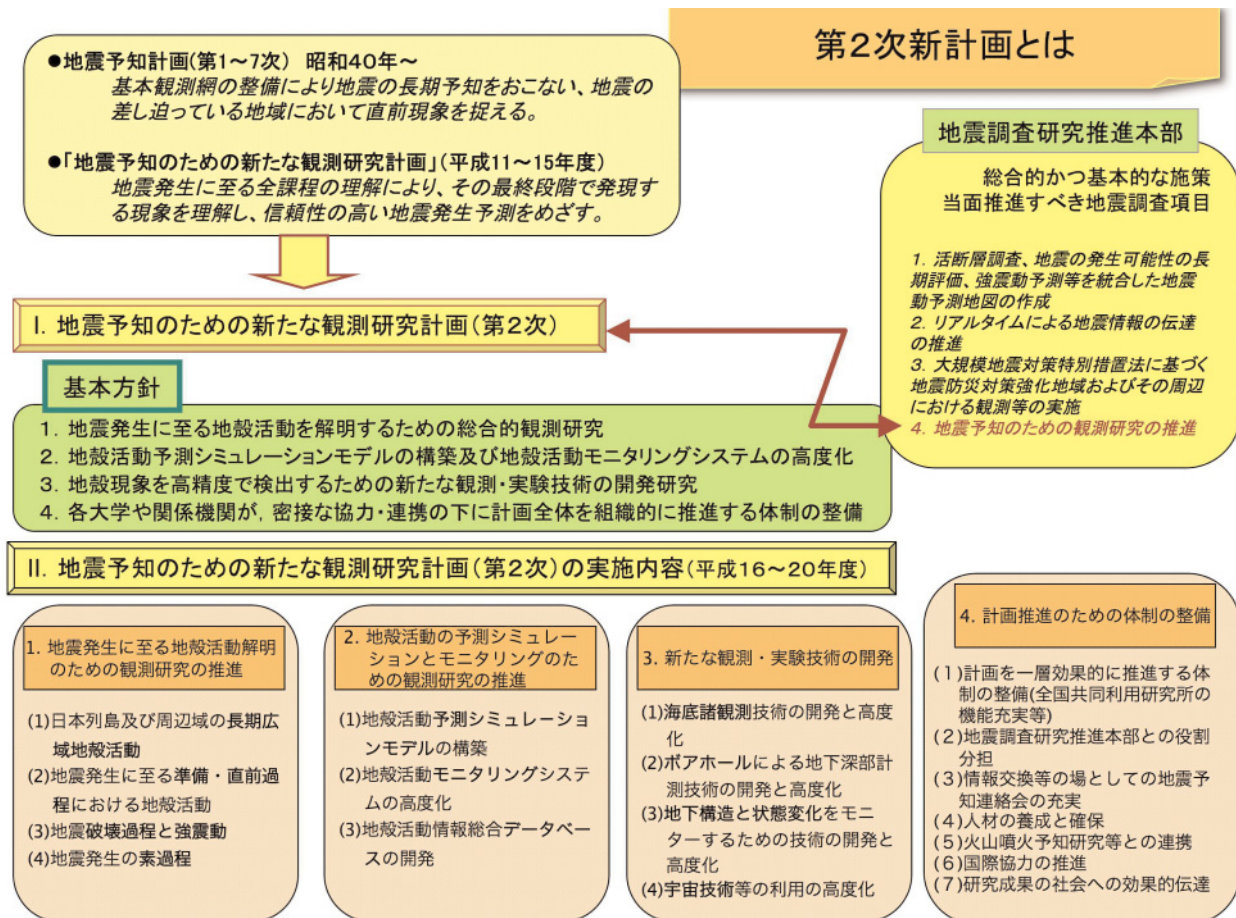 第2次新計画とは
●地震予知計画(第1～7次) 昭和40年～
基本観測網の整備により地震の長期予知をおこない、地震の
差し迫っている地域において直前現象を捉える。
●「地震予知のための新たな観測研究計画」(平成11～15年度)
地震発生に至る全課程の理解により、その最終段階で発現す
る現象を理解し、信頼性の高い地震発生予測をめざす。
地震調査研究推進本部
総合的かつ基本的な施策
当面推進すべき地震調査項目
1. 活断層調査、地震の発生可能性の長
期評価、強震動予測等を統合した地震
動予測地図の作成
2. リアルタイムによる地震情報の伝達
の推進
3. 大規模地震対策特別措置法に基づく
地震防災対策強化地域およびその周辺
における観測等の実施
4. 地震予知のための観測研究の推進
I. 地震予知のための新たな観測研究計画(第2次)
基本方針
1. 地震発生に至る地殻活動を解明するための総合的観測研究
2. 地殻活動予測シミュレーションモデルの構築及び地殻活動モニタリングシステムの高度化
3. 地殻現象を高精度で検出するための新たな観測・実験技術の開発研究
4. 各大学や関係機関が, 密接な協力・連携の下に計画全体を組織的に推進する体制の整備
II. 地震予知のための新たな観測研究計画(第2次)の実施内容(平成16～20年度)
1. 地震発生に至る地殻活動解明
のための観測研究の推進
(1)日本列島及び周辺域の長期広
域地殻活動
(2)地震発生に至る準備・直前過
程における地殻活動
(3)地震破壊過程と強震動
(4)地震発生の素過程
2. 地殻活動の予測シミュレー
ションとモニタリングのた
めの観測研究の推進
(1)地殻活動予測シミュレーショ
ンモデルの構築
(2)地殻活動モニタリングシステ
ムの高度化
(3)地殻活動情報総合データベー
スの開発
3. 新たな観測・実験技術の開発
(1)海底諸観測技術の開発と高度
化
(2)ボアホールによる地下深部計
測技術の開発と高度化
(3)地下構造と状態変化をモニ
ターするための技術の開発と
高度化
(4)宇宙技術等の利用の高度化
4. 計画推進のための体制の整備
(1)計画を一層効果的に推進する体
制の整備(全国共同利用研究所の
機能充実等)
(2)地震調査研究推進本部との役割
分担
(3)情報交換等の場としての地震予
知連絡会の充実
(4)人材の養成と確保
(5)火山噴火予知研究等との連携
(6)国際協力の推進
(7)研究成果の社会への効果的伝達